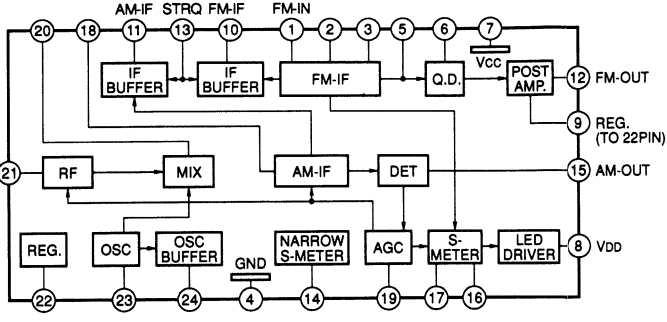 AM-IF STRQ FM-IF FM-IN
20 18 11 13 10 1 2 3 5 6 7
VCC
IF BUFFER
IF BUFFER
FM-IF
Q.D.
POST AMP.
12 FM-OUT
9 REG.
(TO 22PIN)
21
RF
MIX
AM-IF
DET
15 AM-OUT
REG.
OSC
OSC BUFFER
GND
NARROW S-METER
AGC
S-METER
LED DRIVER
8 VDD
22 23 24 4 14 19 17 16